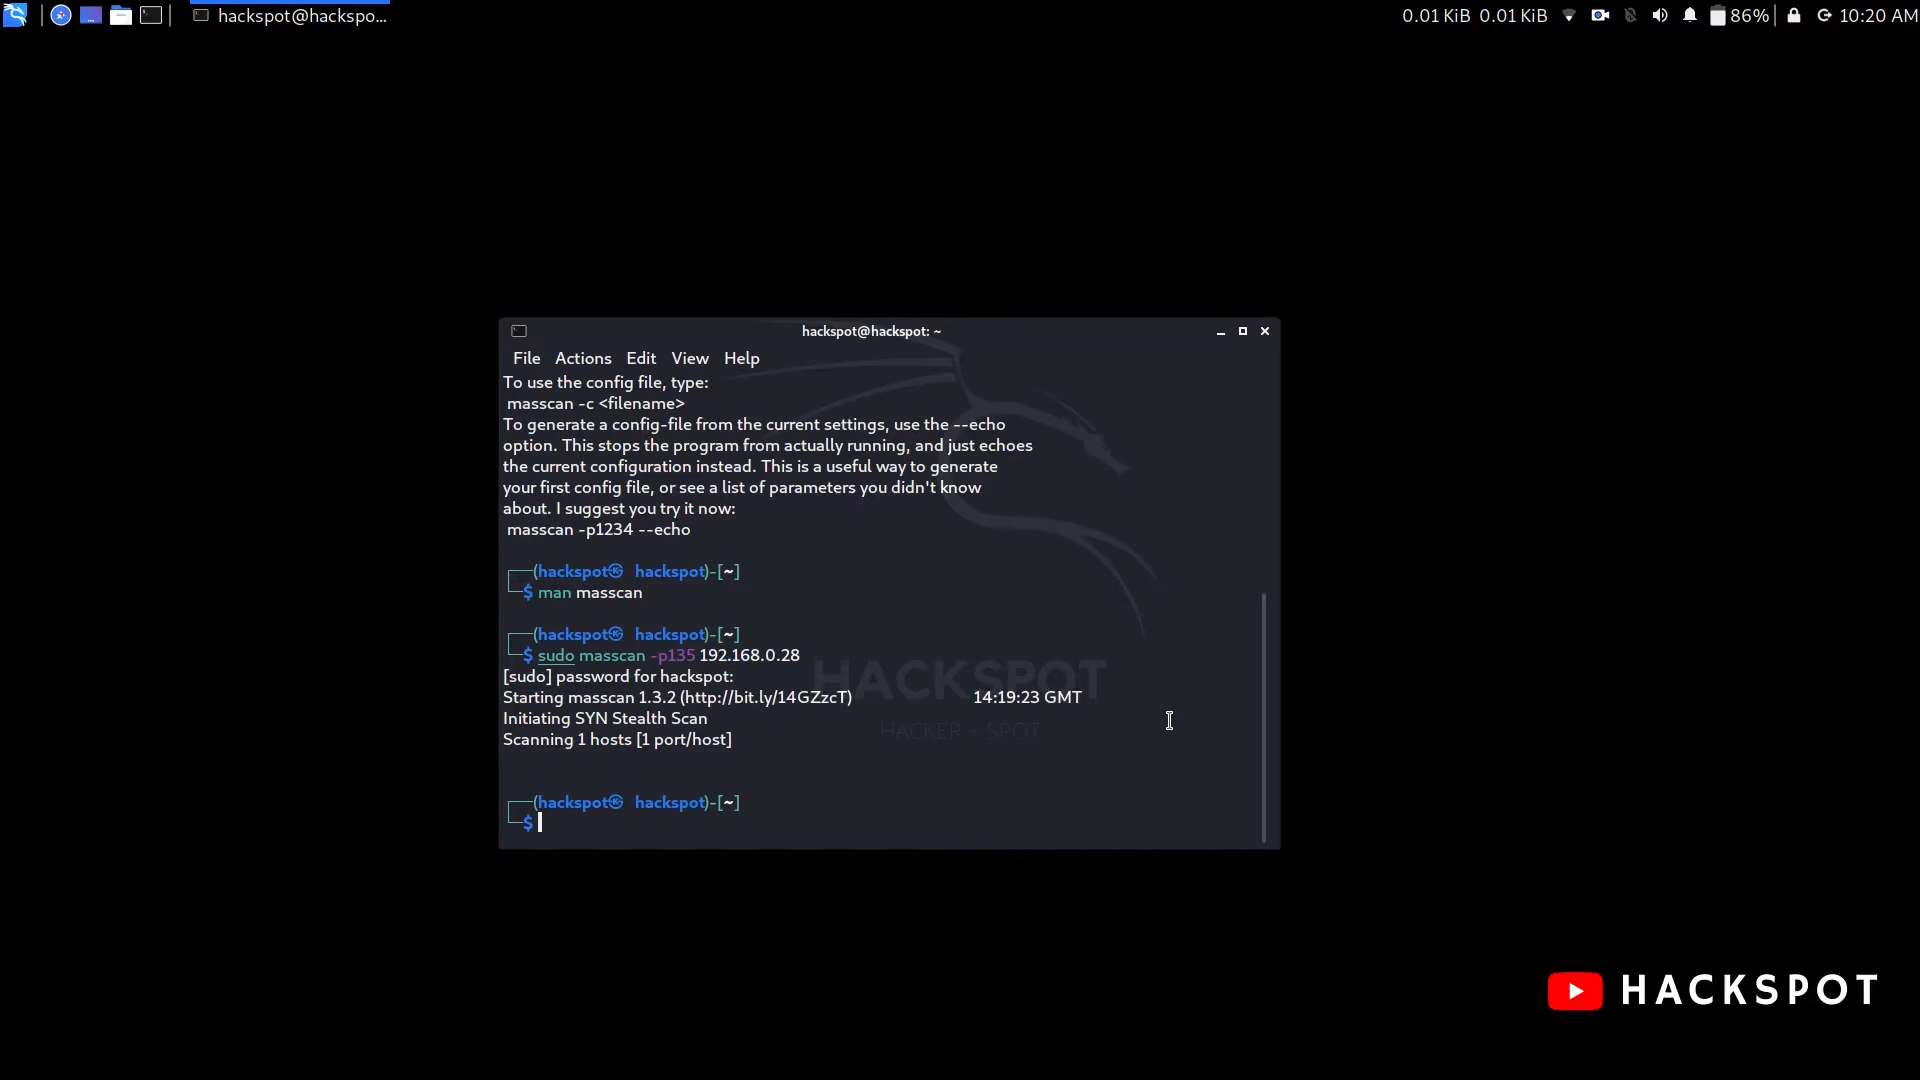 hackspot@hackspo...
0.01 KiB 0.01 KiB
86%
10:20 AM
hackspot@hackspot: ~
File Actions Edit View Help
To use the config file, type:
masscan -c <filename>
To generate a config-file from the current settings, use the --echo
option. This stops the program from actually running, and just echoes
the current configuration instead. This is a useful way to generate
your first config file, or see a list of parameters you didn't know
about. I suggest you try it now:
masscan -p1234 --echo
(hackspot㉿ hackspot)-[~]
$ man masscan
(hackspot㉿ hackspot)-[~]
$ sudo masscan -p135 192.168.0.28
[sudo] password for hackspot:
Starting masscan 1.3.2 (http://bit.ly/14GZzcT) 14:19:23 GMT
Initiating SYN Stealth Scan
Scanning 1 hosts [1 port/host]
(hackspot㉿ hackspot)-[~]
$
HACKSPOT
HACKER + SPOT
HACKSPOT